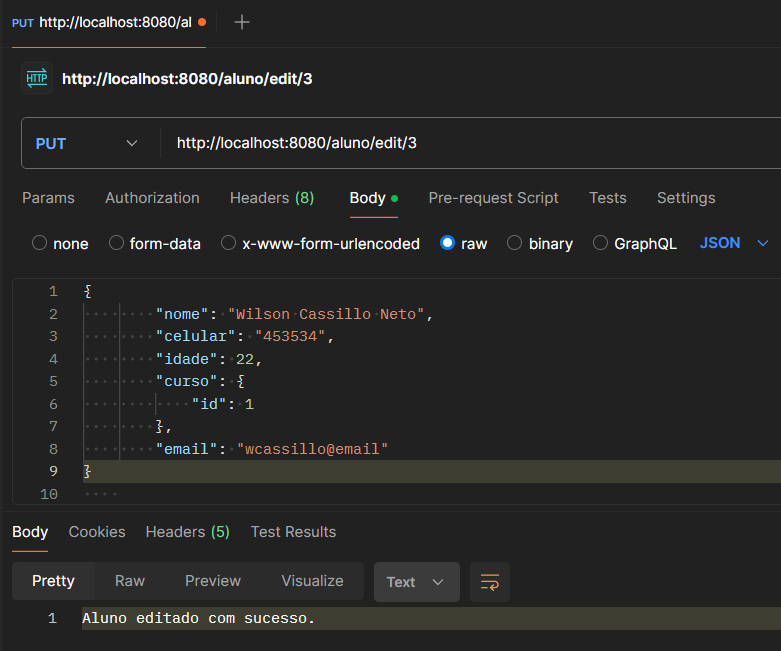 PUT http://localhost:8080/al
HTTP http://localhost:8080/aluno/edit/3
PUT http://localhost:8080/aluno/edit/3
Params Authorization Headers (8) Body Pre-request Script Tests Settings
none form-data x-www-form-urlencoded raw binary GraphQL JSON
1 {
2 "nome": "Wilson Cassillo Neto",
3 "celular": "453534",
4 "idade": 22,
5 "curso": {
6 "id": 1
7 },
8 "email": "wcassillo@email"
9 }
10
Body Cookies Headers (5) Test Results
Pretty Raw Preview Visualize Text
1 Aluno editado com sucesso.